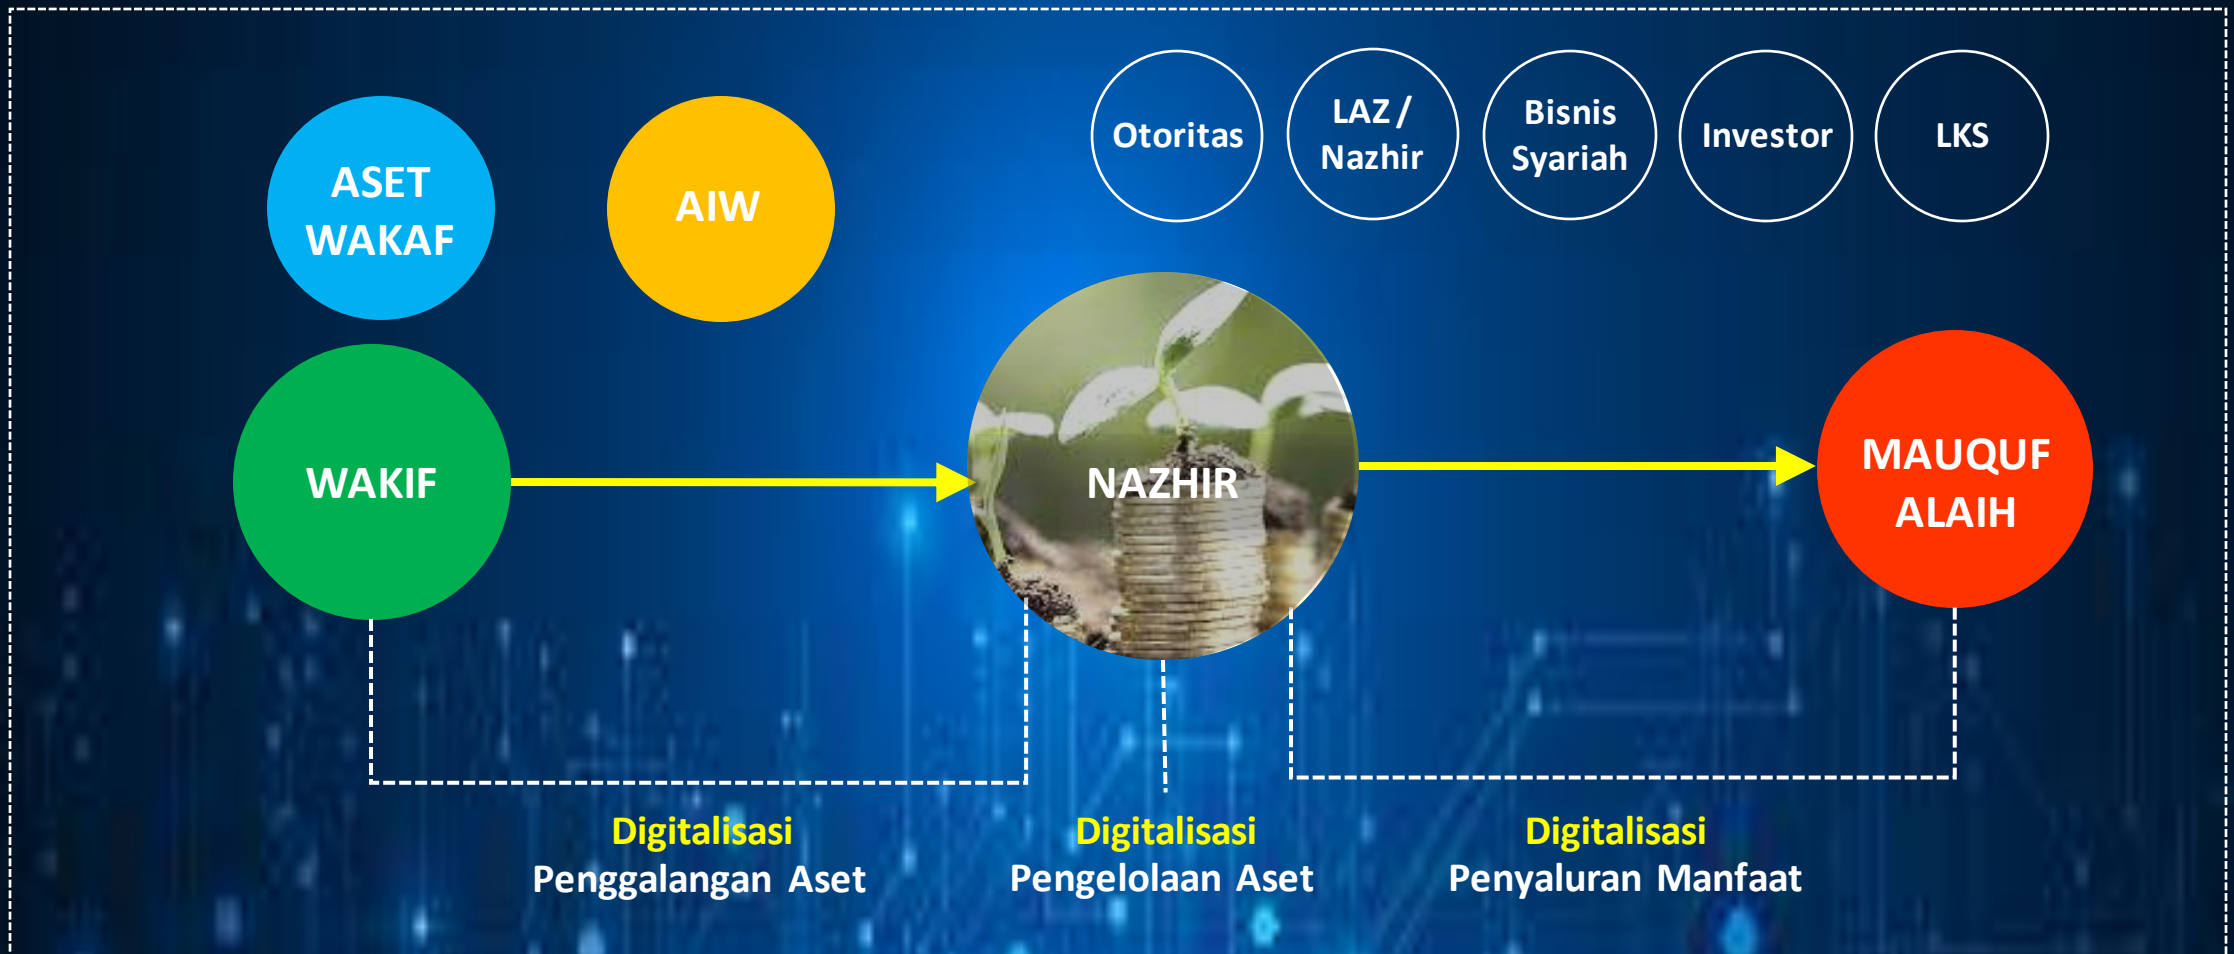 Otoritas
LAZ /
Nazhir
Bisnis
Syariah
Investor
LKS
ASET
WAKAF
AIW
WAKIF
NAZHIR
MAUQUF
ALAIH
Digitalisasi
Penggalangan Aset
Digitalisasi
Pengelolaan Aset
Digitalisasi
Penyaluran Manfaat